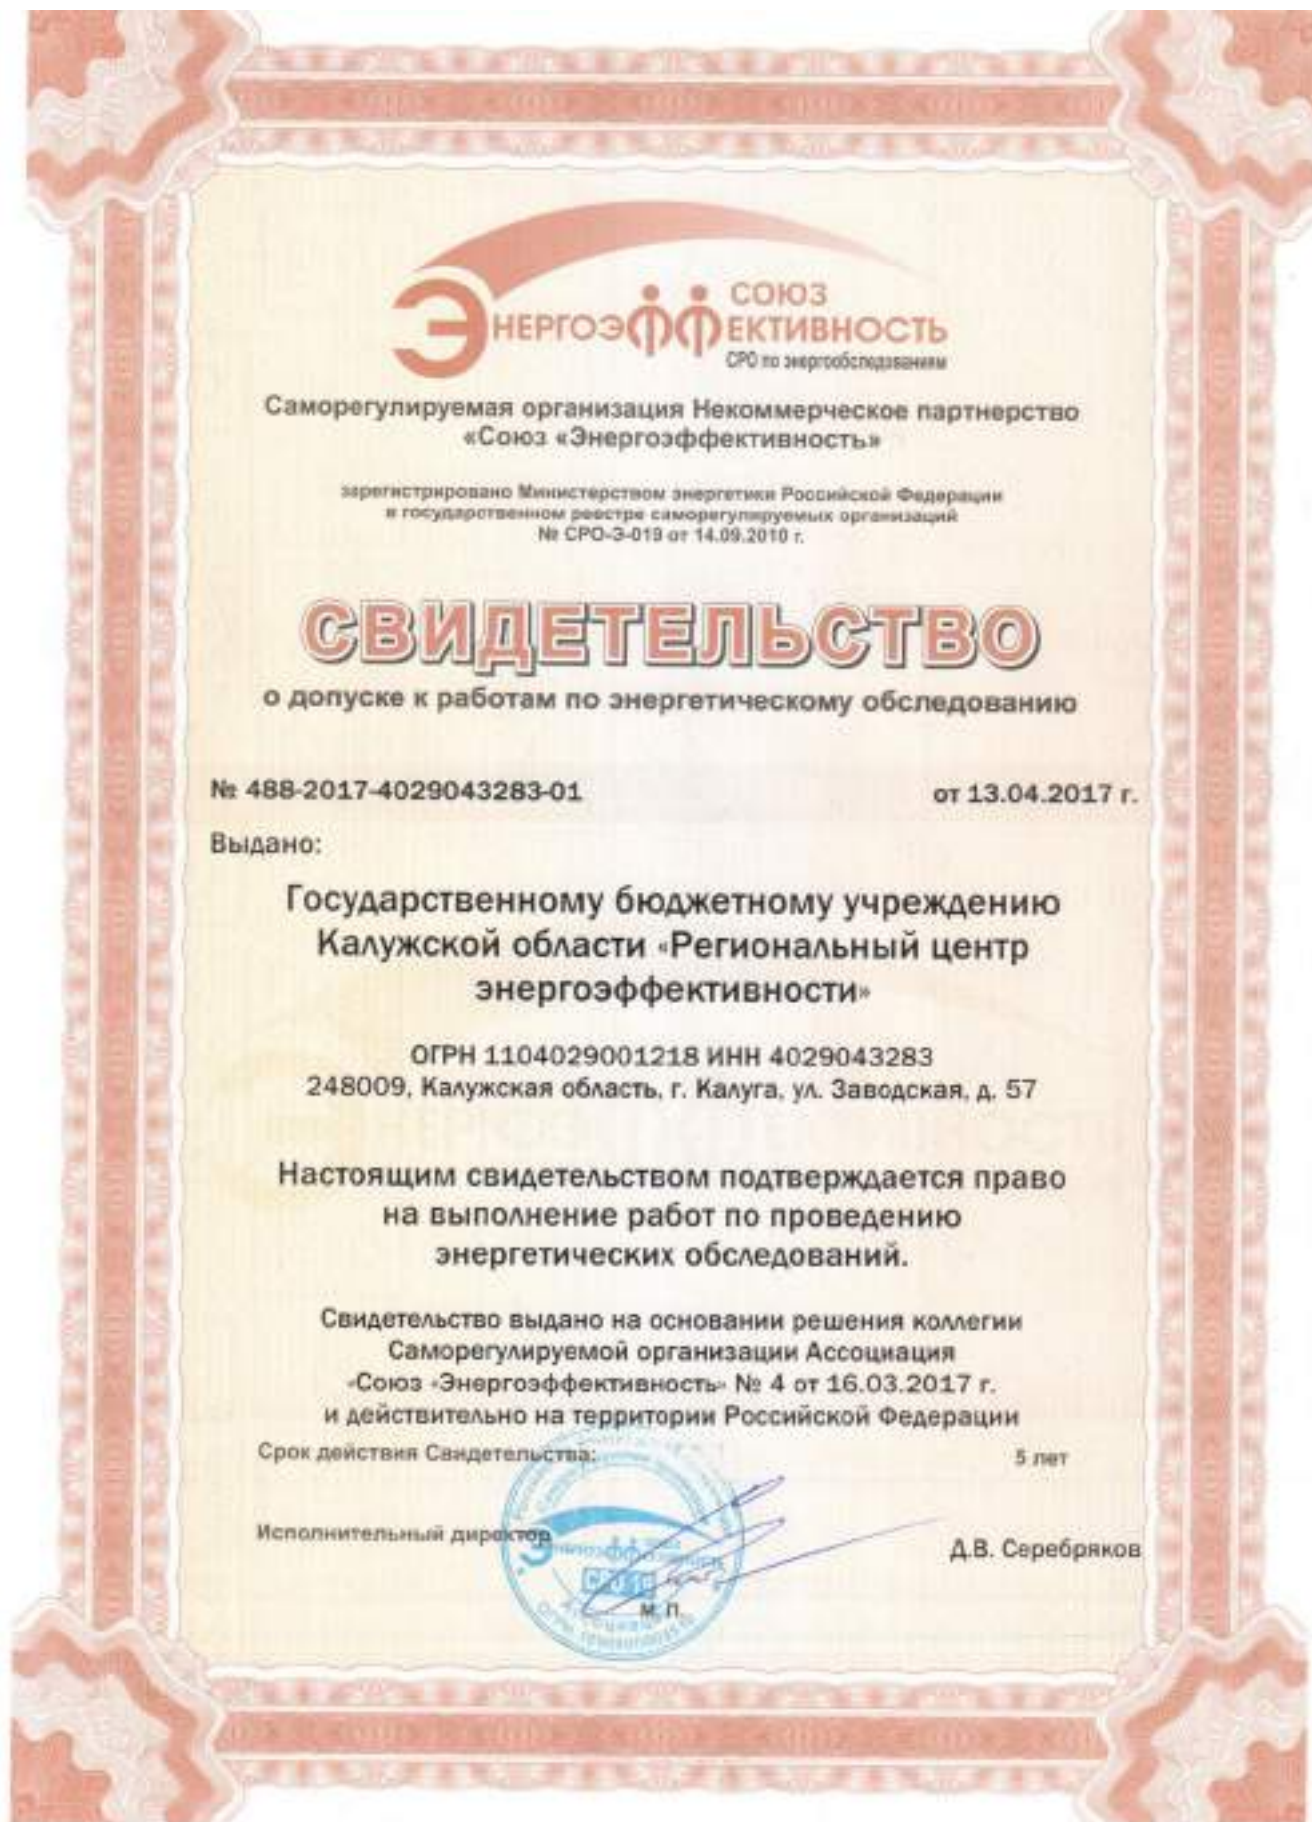 СОЮЗ
ЭНЕРГОЭФФЕКТИВНОСТЬ
СРО по энергообследованиям
Саморегулируемая организация Некоммерческое партнерство
«Союз «Энергоэффективность»
зарегистрировано Министерством энергетики Российской Федерации
в государственном реестре саморегулируемых организаций
№ СРО-Э-019 от 14.09.2010 г.
СВИДЕТЕЛЬСТВО
о допуске к работам по энергетическому обследованию
№ 488-2017-4029043283-01 от 13.04.2017 г.
Выдано:
Государственному бюджетному учреждению
Калужской области «Региональный центр
энергоэффективности»
ОГРН 1104029001218 ИНН 4029043283
248009, Калужская область, г. Калуга, ул. Заводская, д. 57
Настоящим свидетельством подтверждается право
на выполнение работ по проведению
энергетических обследований.
Свидетельство выдано на основании решения коллегии
Саморегулируемой организации Ассоциация
«Союз «Энергоэффективность» № 4 от 16.03.2017 г.
и действительно на территории Российской Федерации
Срок действия Свидетельства: 5 лет
Исполнительный директор Д.В. Серебряков
М.П.